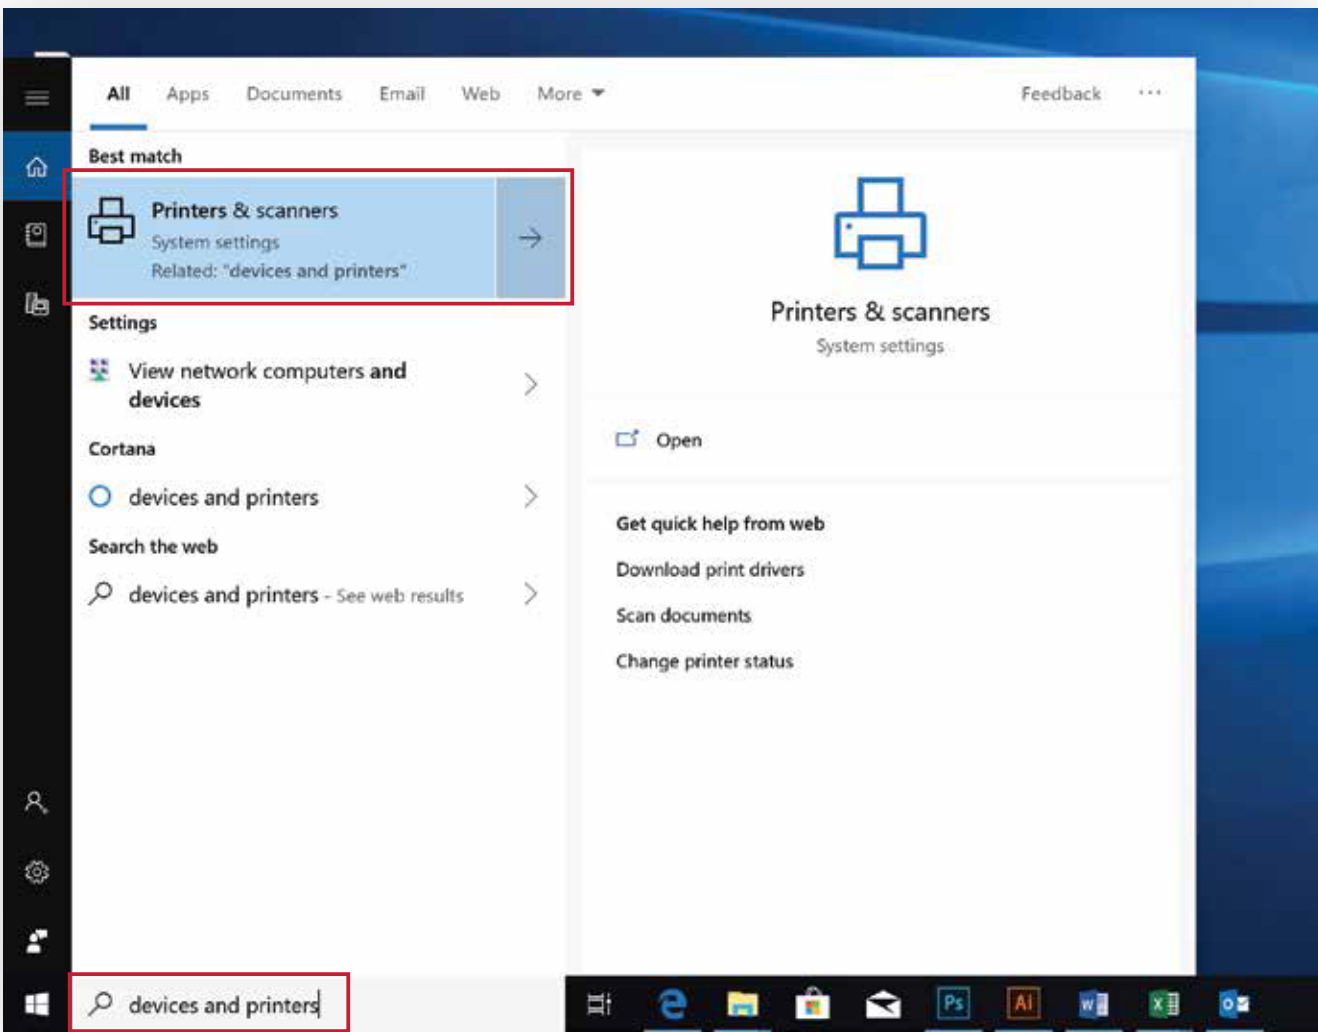 All Apps Documents Email Web More Feedback ...
Best match
Printers & scanners
System settings
Related: "devices and printers"
Settings
View network computers and
devices
Cortana
devices and printers
Search the web
devices and printers - See web results
Printers & scanners
System settings
Open
Get quick help from web
Download print drivers
Scan documents
Change printer status
devices and printers
Ps Ai